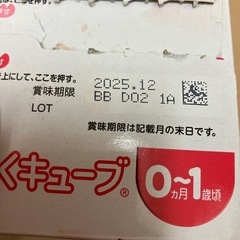 を上にして、ここを押す。
2025.12
賞味期限
BB D02 1A
LOT
賞味期限は記載月の末日です。
くキューブ®
0ヵ月~1歳頃